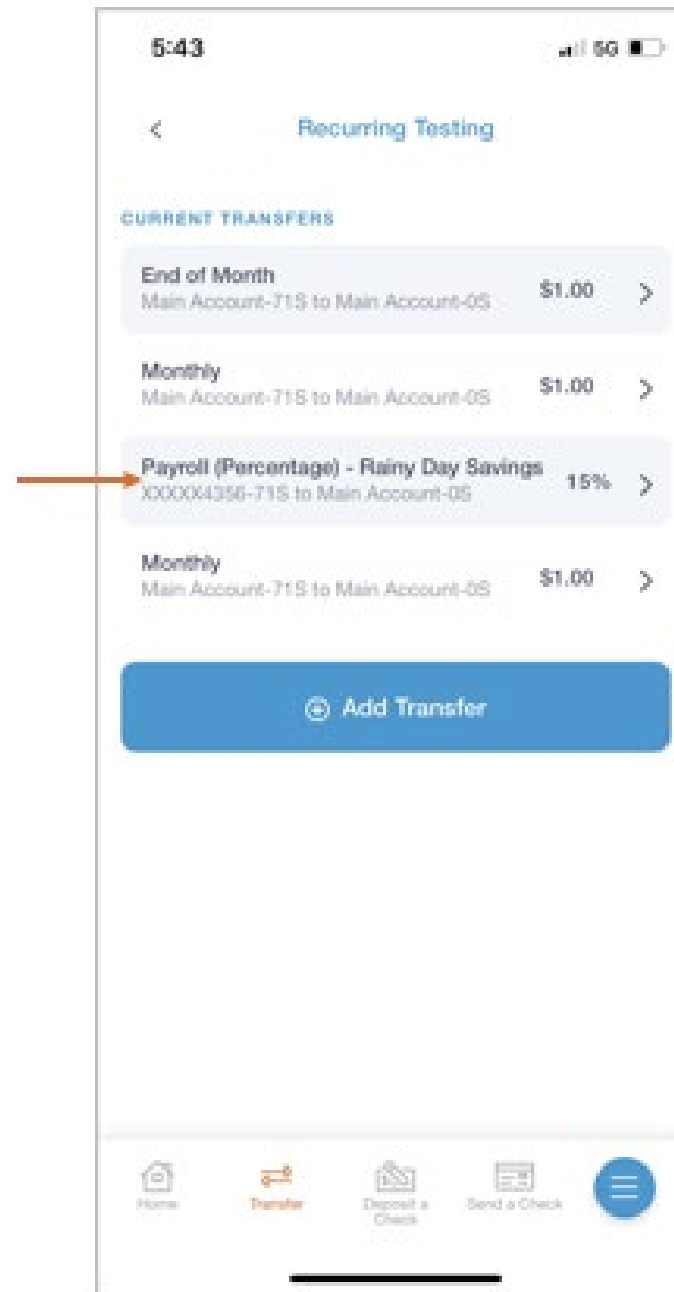 5:43
5G
Recurring Testing
CURRENT TRANSFERS
End of Month
Main Account-71S to Main Account-0S
$1.00
Monthly
Main Account-71S to Main Account-0S
$1.00
Payroll (Percentage) - Rainy Day Savings
XXXXX4356-71S to Main Account-0S
15%
Monthly
Main Account-71S to Main Account-0S
$1.00
Add Transfer
Home
Transfer
Deposit a
Check
Send a Check